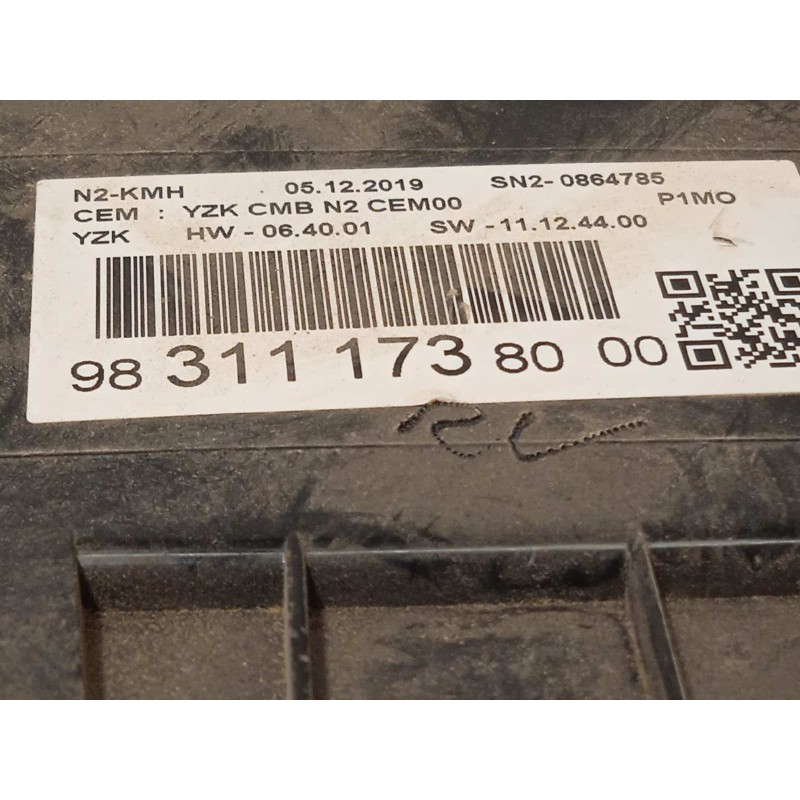 N2-KMH 05.12.2019 SN2- 0864785
CEM : YZK CMB N2 CEM00 P1MO
YZK HW - 06.40.01 SW - 11.12.44.00
98 311 173 80 00